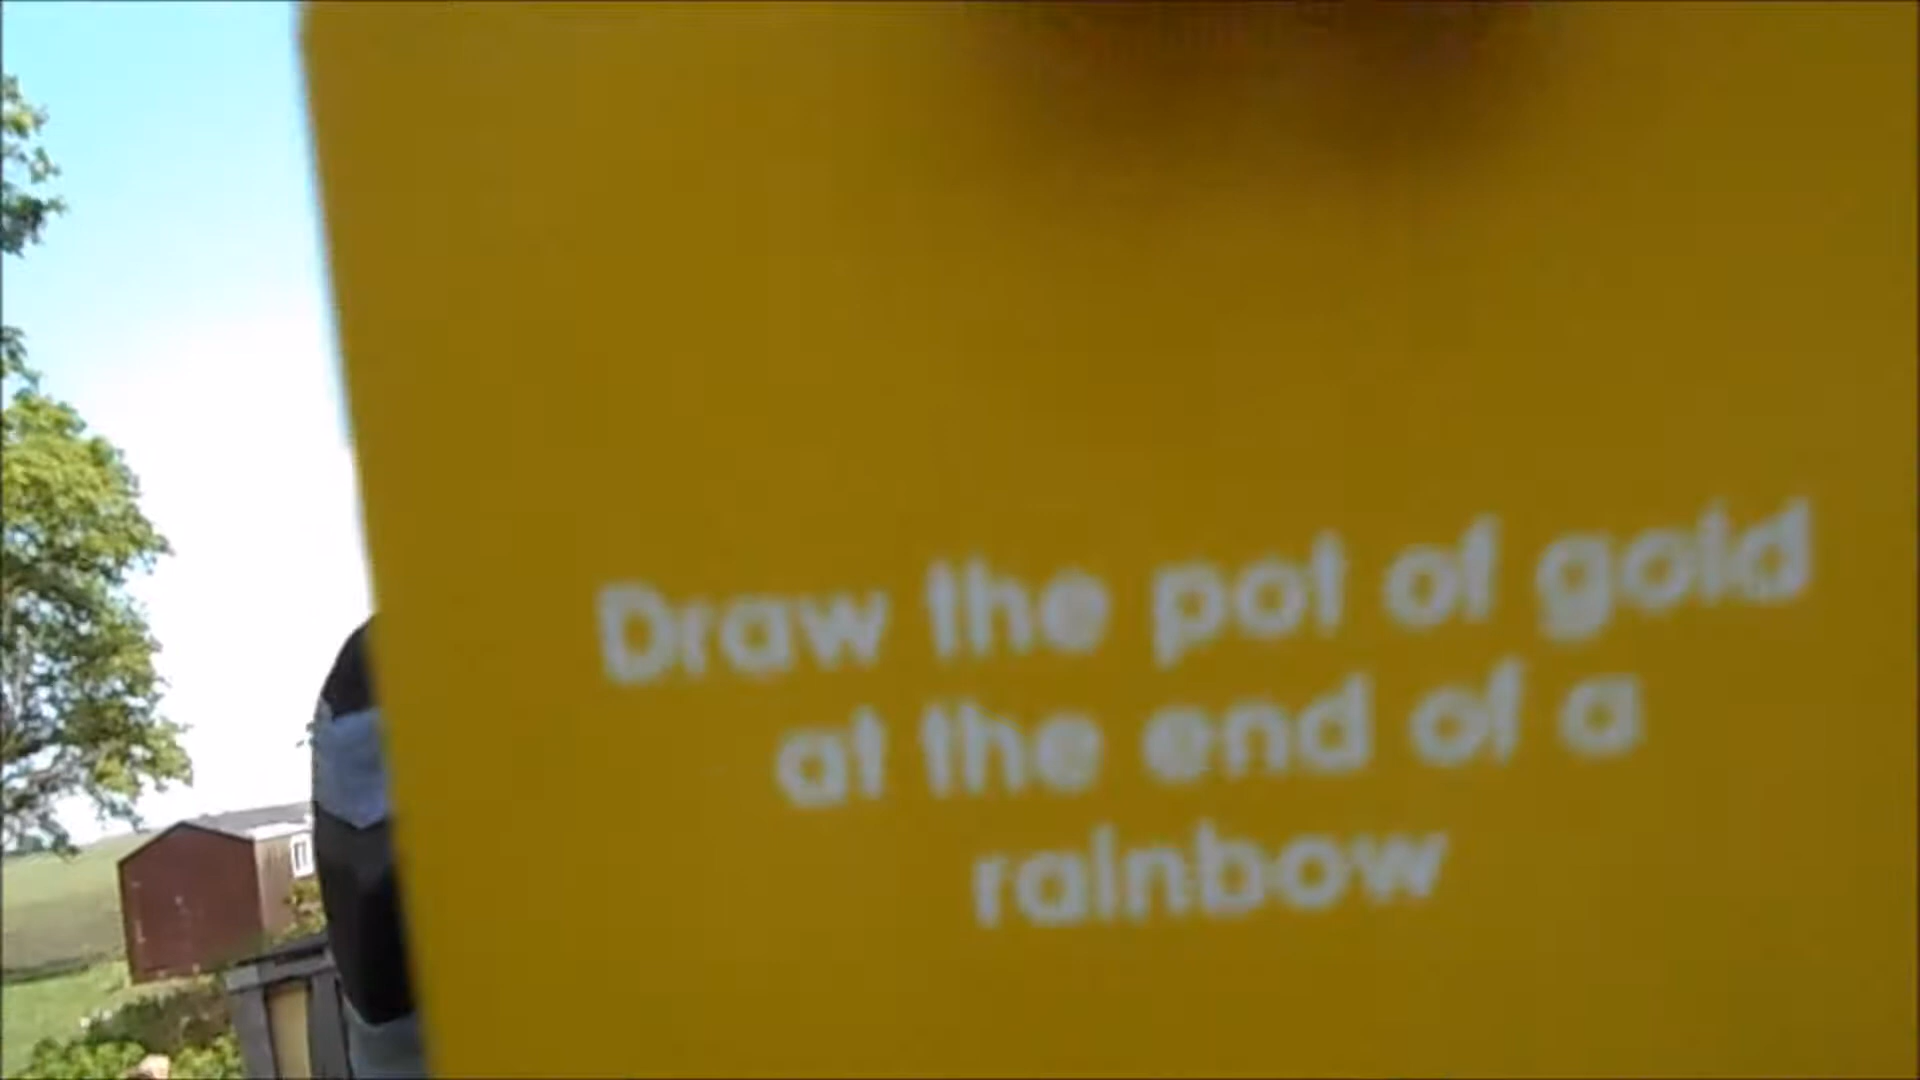 Draw the pot of gold
at the end of a
rainbow